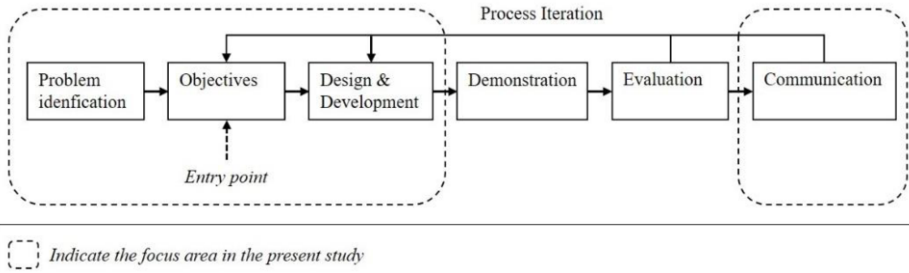 Process Iteration
Problem
idenfication
Objectives
Design &
Development
Demonstration
Evaluation
Communication
Entry point
Indicate the focus area in the present study